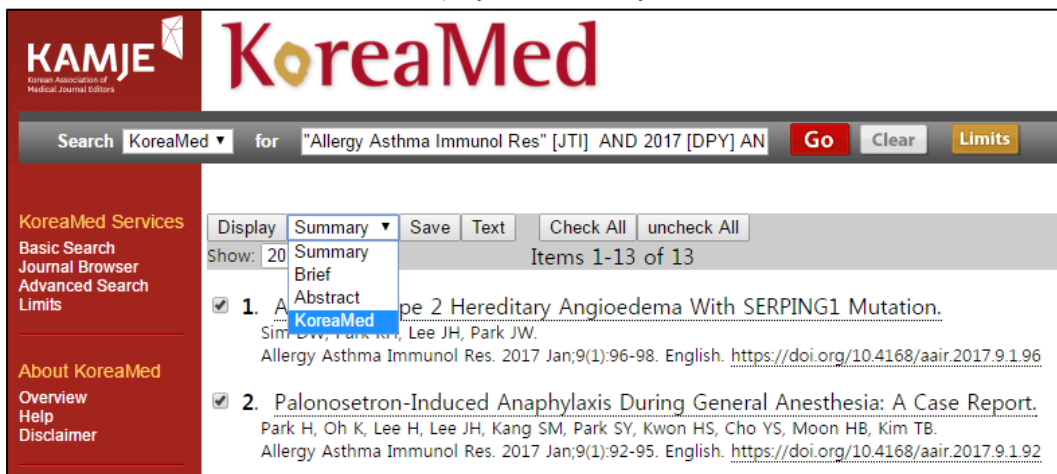 KAMJE
Korean Association of
Medical Journal Editors
KoreaMed
Search KoreaMed ▼ for "Allergy Asthma Immunol Res" [JTI] AND 2017 [DPY] AN Go Clear Limits
KoreaMed Services
Basic Search
Journal Browser
Advanced Search
Limits
About KoreaMed
Overview
Help
Disclaimer
Display Summary ▼ Save Text Check All uncheck All
Show: 20 Items 1-13 of 13
Summary
Brief
Abstract
KoreaMed
1. A pe 2 Hereditary Angioedema With SERPING1 Mutation.
Sim DW, Park KH, Lee JH, Park JW.
Allergy Asthma Immunol Res. 2017 Jan;9(1):96-98. English. https://doi.org/10.4168/aair.2017.9.1.96
2. Palonosetron-Induced Anaphylaxis During General Anesthesia: A Case Report.
Park H, Oh K, Lee H, Lee JH, Kang SM, Park SY, Kwon HS, Cho YS, Moon HB, Kim TB.
Allergy Asthma Immunol Res. 2017 Jan;9(1):92-95. English. https://doi.org/10.4168/aair.2017.9.1.92